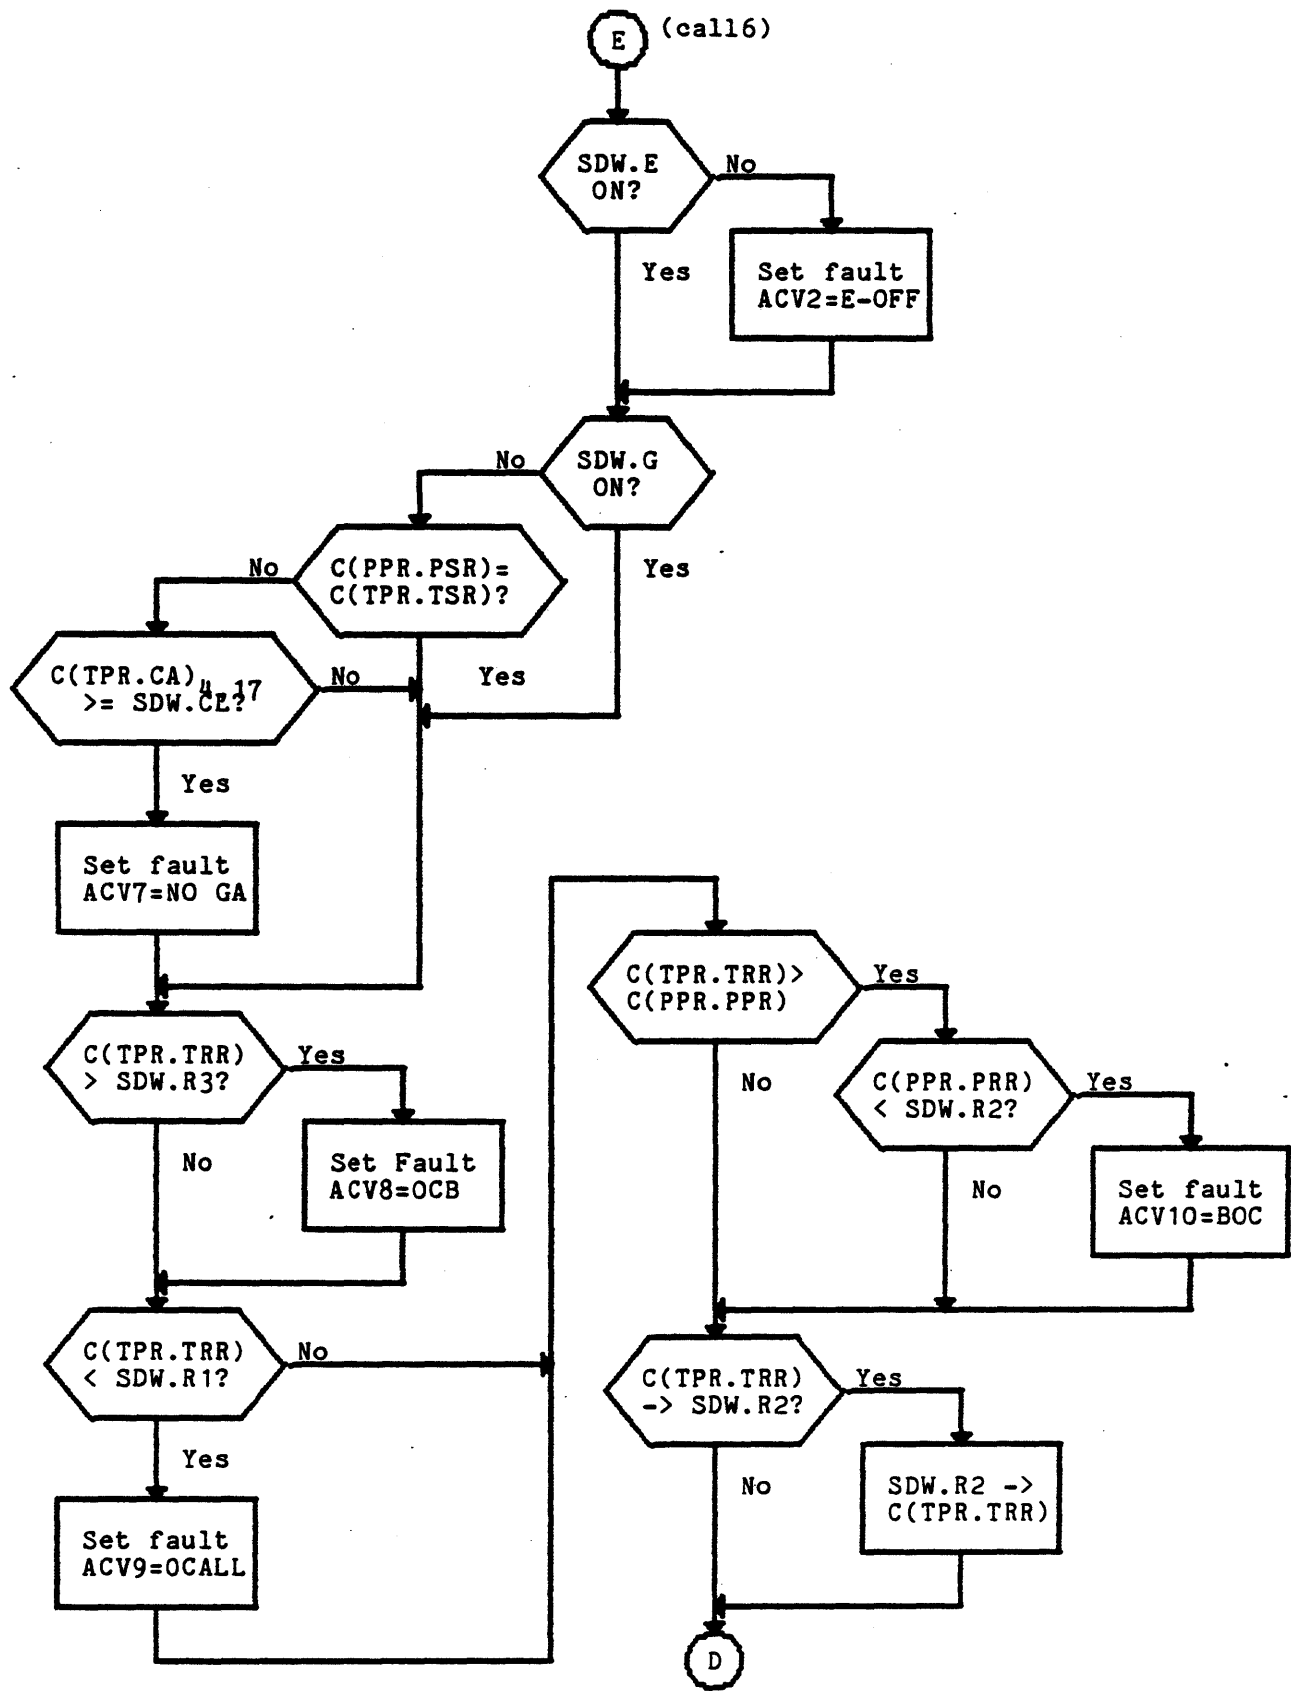 E (call6)
SDW.E
ON?
No
Yes
Set fault
ACV2=E-OFF
SDW.G
ON?
No
Yes
C(PPR.PSR)=
C(TPR.TSR)?
No
Yes
C(TPR.CA)4-17
>= SDW.CL?
No
Yes
Set fault
ACV7=NO GA
C(TPR.TRR)
> SDW.R3?
Yes
No
Set Fault
ACV8=OCB
C(TPR.TRR)
< SDW.R1?
No
Yes
Set fault
ACV9=OCALL
C(TPR.TRR)>
C(PPR.PPR)
Yes
No
C(PPR.PRR)
< SDW.R2?
Yes
No
Set fault
ACV10=BOC
C(TPR.TRR)
-> SDW.R2?
Yes
No
SDW.R2 ->
C(TPR.TRR)
D